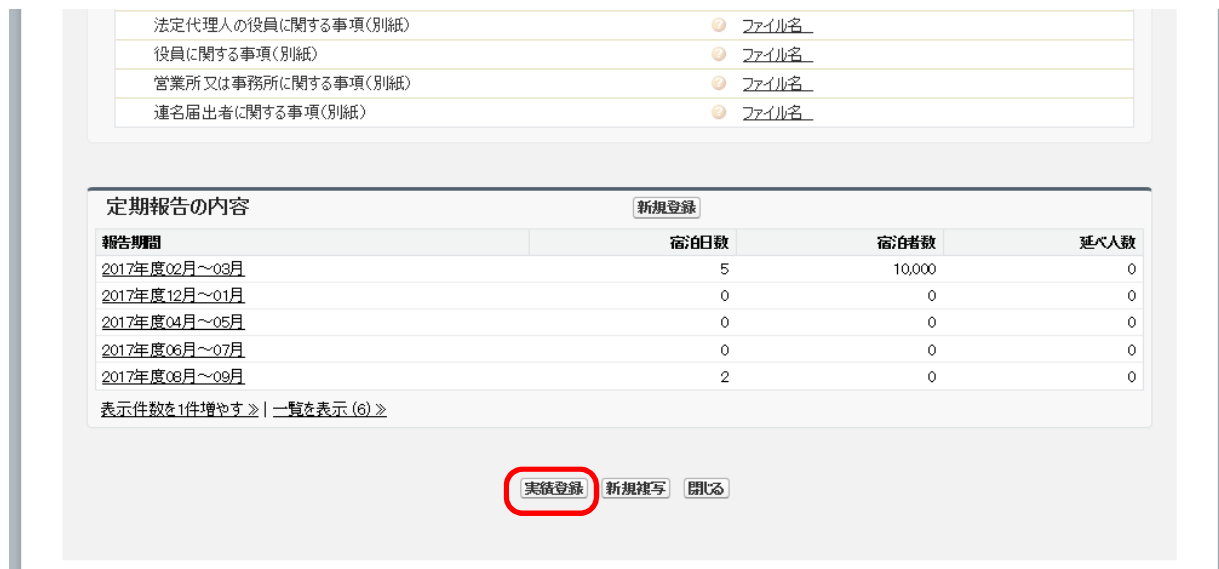 法定代理人の役員に関する事項(別紙) ? ファイル名
役員に関する事項(別紙) ? ファイル名
営業所又は事務所に関する事項(別紙) ? ファイル名
連名届出者に関する事項(別紙) ? ファイル名
定期報告の内容 新規登録
報告期間 宿泊日数 宿泊者数 延べ人数
2017年度02月～03月 5 10,000 0
2017年度12月～01月 0 0 0
2017年度04月～05月 0 0 0
2017年度06月～07月 0 0 0
2017年度08月～09月 2 0 0
表示件数を1件増やす ≫ | 一覧を表示 (6) ≫
実績登録 新規複写 閉じる